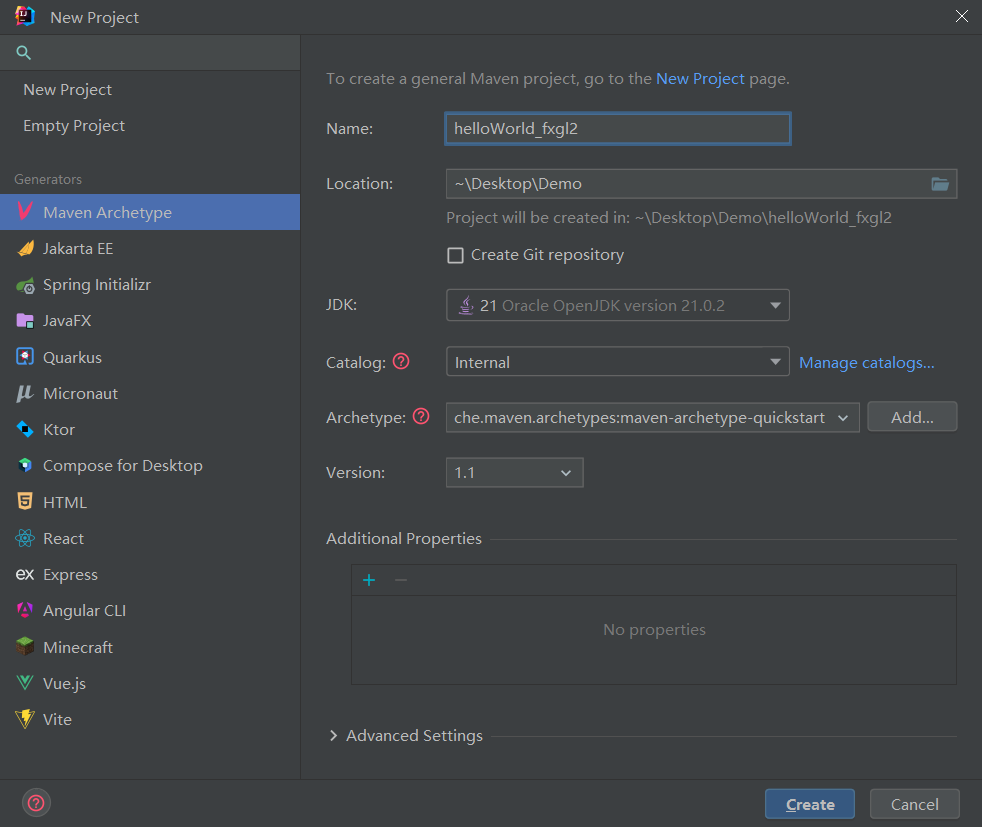 New Project
New Project
Empty Project
Generators
Maven Archetype
Jakarta EE
Spring Initializr
JavaFX
Quarkus
Micronaut
Ktor
Compose for Desktop
HTML
React
Express
Angular CLI
Minecraft
Vue.js
Vite
To create a general Maven project, go to the New Project page.
Name: helloWorld_fxgl2
Location: ~\Desktop\Demo
Project will be created in: ~\Desktop\Demo\helloWorld_fxgl2
Create Git repository
JDK: 21 Oracle OpenJDK version 21.0.2
Catalog: ? Internal Manage catalogs...
Archetype: ? che.maven.archetypes:maven-archetype-quickstart Add...
Version: 1.1
Additional Properties
+ −
No properties
Advanced Settings
? Create Cancel